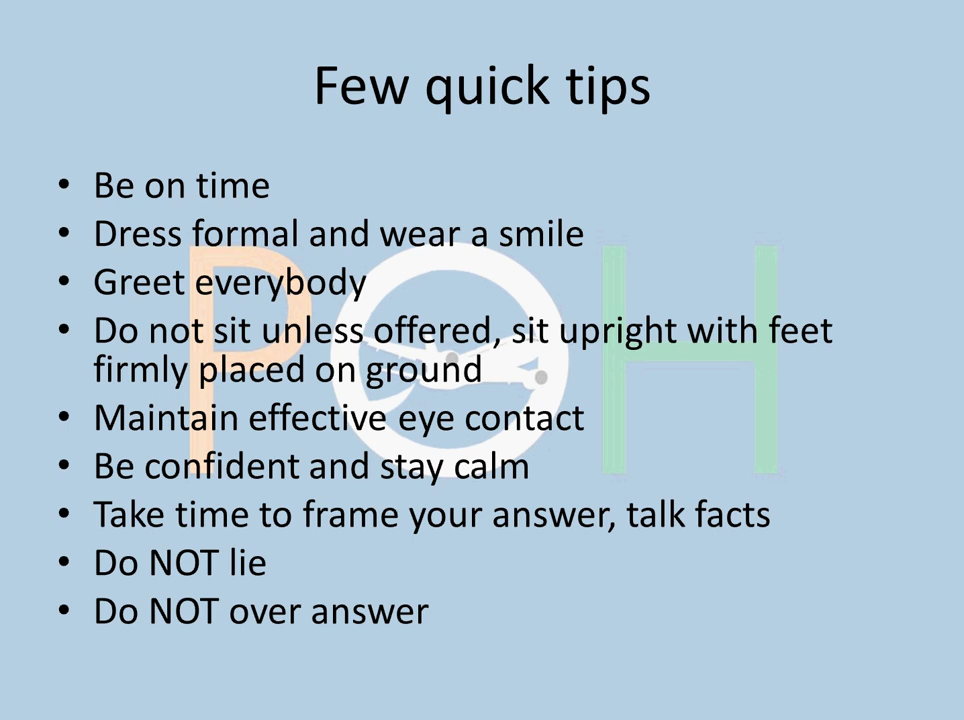 Few quick tips
• Be on time
• Dress formal and wear a smile
• Greet everybody
• Do not sit unless offered, sit upright with feet
firmly placed on ground
• Maintain effective eye contact
• Be confident and stay calm
• Take time to frame your answer, talk facts
• Do NOT lie
• Do NOT over answer
POH